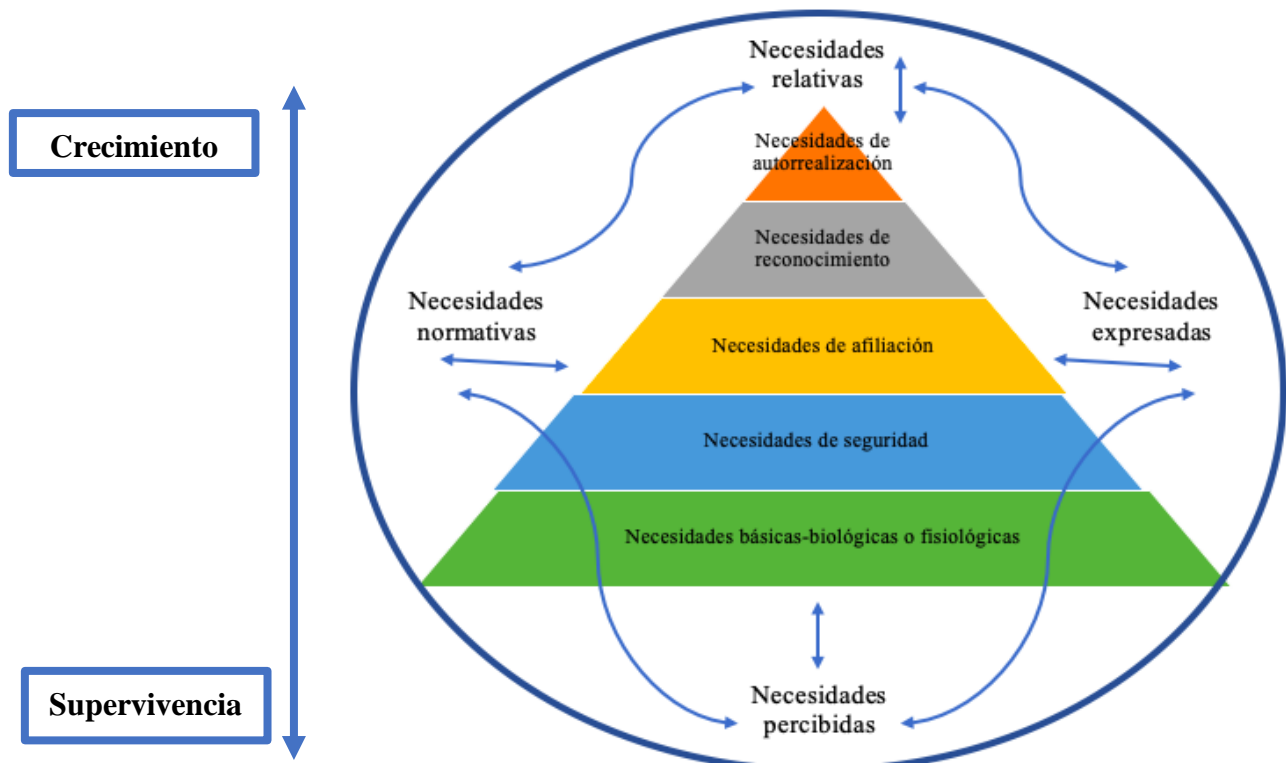 Necesidades
relativas
Crecimiento
Necesidades de
autorrealización
Necesidades de
reconocimiento
Necesidades
normativas
Necesidades
expresadas
Necesidades de afiliación
Necesidades de seguridad
Necesidades básicas-biológicas o fisiológicas
Supervivencia
Necesidades
percibidas